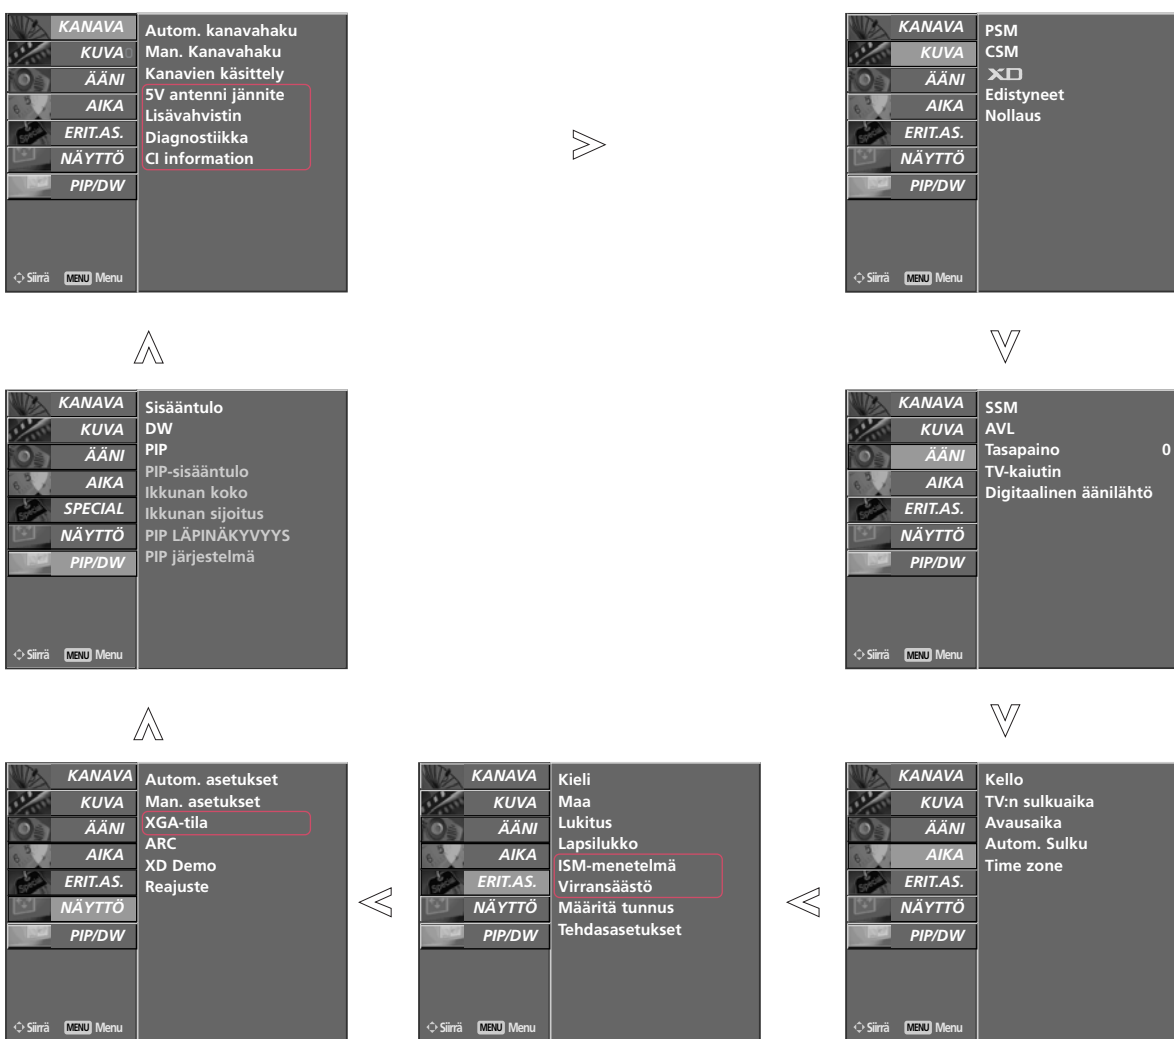 KANAVA
KUVA
ÄÄNI
AIKA
ERIT.AS.
NÄYTTÖ
PIP/DW
Autom. kanavahaku
Man. Kanavahaku
Kanavien käsittely
5V antenni jännite
Lisävahvistin
Diagnostiikka
CI information
Siirrä MENU Menu
KANAVA
KUVA
ÄÄNI
AIKA
ERIT.AS.
NÄYTTÖ
PIP/DW
PSM
CSM
XD
Edistyneet
Nollaus
Siirrä MENU Menu
KANAVA
KUVA
ÄÄNI
AIKA
SPECIAL
NÄYTTÖ
PIP/DW
Sisääntulo
DW
PIP
PIP-sisääntulo
Ikkunan koko
Ikkunan sijoitus
PIP LÄPINÄKYVYYS
PIP järjestelmä
Siirrä MENU Menu
KANAVA
KUVA
ÄÄNI
AIKA
ERIT.AS.
NÄYTTÖ
PIP/DW
SSM
AVL
Tasapaino 0
TV-kaiutin
Digitaalinen äänilähtö
Siirrä MENU Menu
KANAVA
KUVA
ÄÄNI
AIKA
ERIT.AS.
NÄYTTÖ
PIP/DW
Autom. asetukset
Man. asetukset
XGA-tila
ARC
XD Demo
Reajuste
Siirrä MENU Menu
KANAVA
KUVA
ÄÄNI
AIKA
ERIT.AS.
NÄYTTÖ
PIP/DW
Kieli
Maa
Lukitus
Lapsilukko
ISM-menetelmä
Virransäästö
Määritä tunnus
Tehdasasetukset
Siirrä MENU Menu
KANAVA
KUVA
ÄÄNI
AIKA
ERIT.AS.
NÄYTTÖ
PIP/DW
Kello
TV:n sulkuaika
Avausaika
Autom. Sulku
Time zone
Siirrä MENU Menu